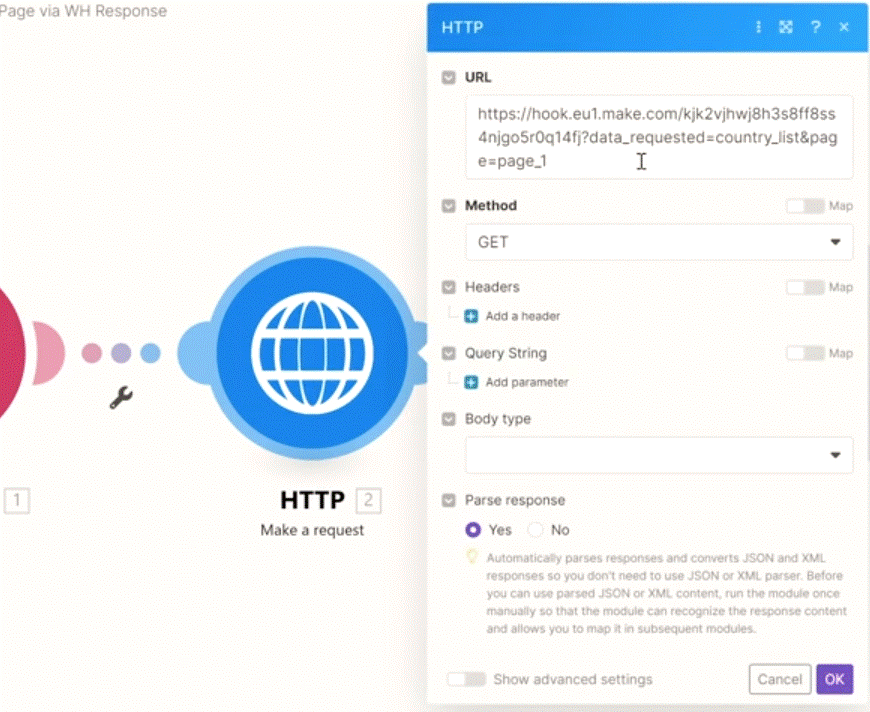 Page via WH Response
HTTP
?
URL
https://hook.eu1.make.com/kjk2vjhwj8h3s8ff8ss
4njgo5r0q14fj?data_requested=country_list&pag
e=page_1
Method
Map
GET
Headers
Map
Add a header
Query String
Map
Add parameter
Body type
1
HTTP 2
Make a request
Parse response
Yes No
Automatically parses responses and converts JSON and XML
responses so you don't need to use JSON or XML parser. Before
you can use parsed JSON or XML content, run the module once
manually so that the module can recognize the response content
and allows you to map it in subsequent modules.
Show advanced settings
Cancel OK